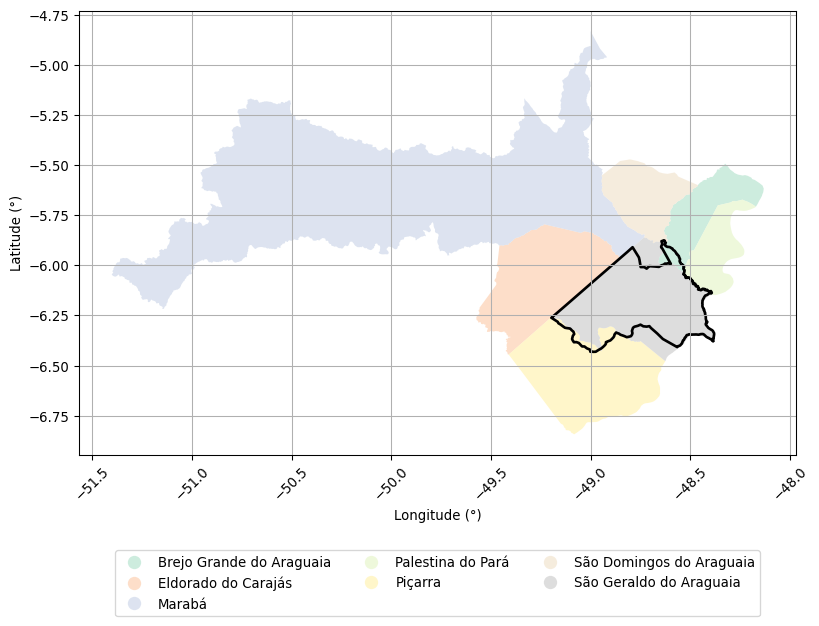 −4.75
−5.00
−5.25
−5.50
−5.75
−6.00
−6.25
−6.50
−6.75
Latitude (°)
−51.5 −51.0 −50.5 −50.0 −49.5 −49.0 −48.5 −48.0
Longitude (°)
Brejo Grande do Araguaia Palestina do Pará São Domingos do Araguaia
Eldorado do Carajás Piçarra São Geraldo do Araguaia
Marabá